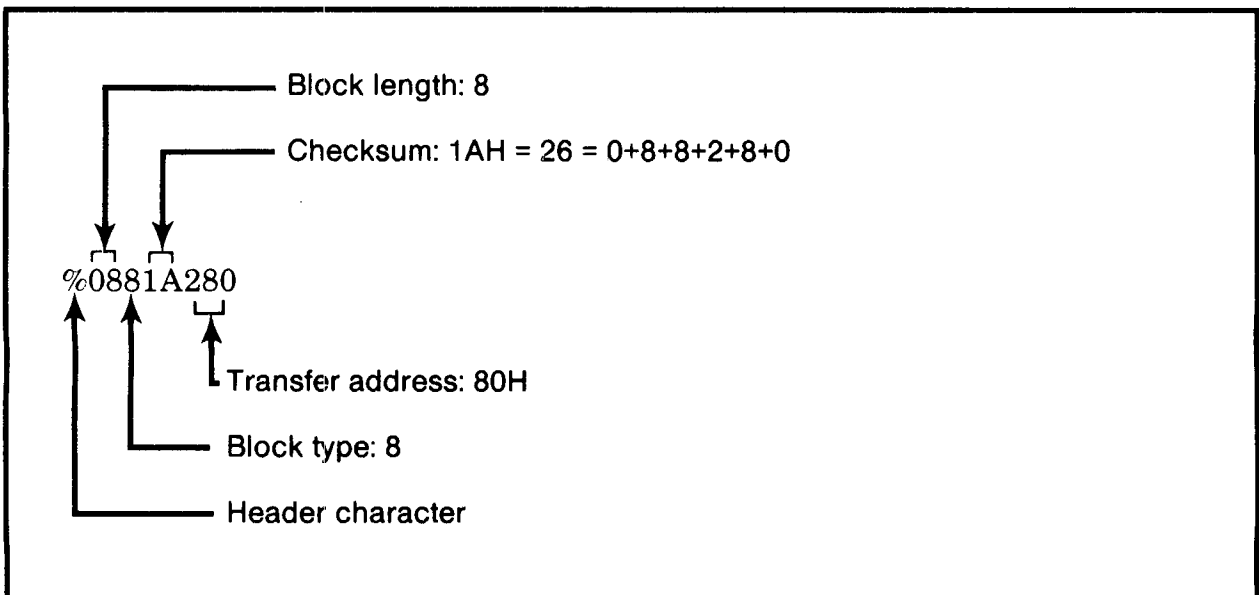 Block length: 8
Checksum: 1AH = 26 = 0+8+8+2+8+0
%0881A280
Transfer address: 80H
Block type: 8
Header character